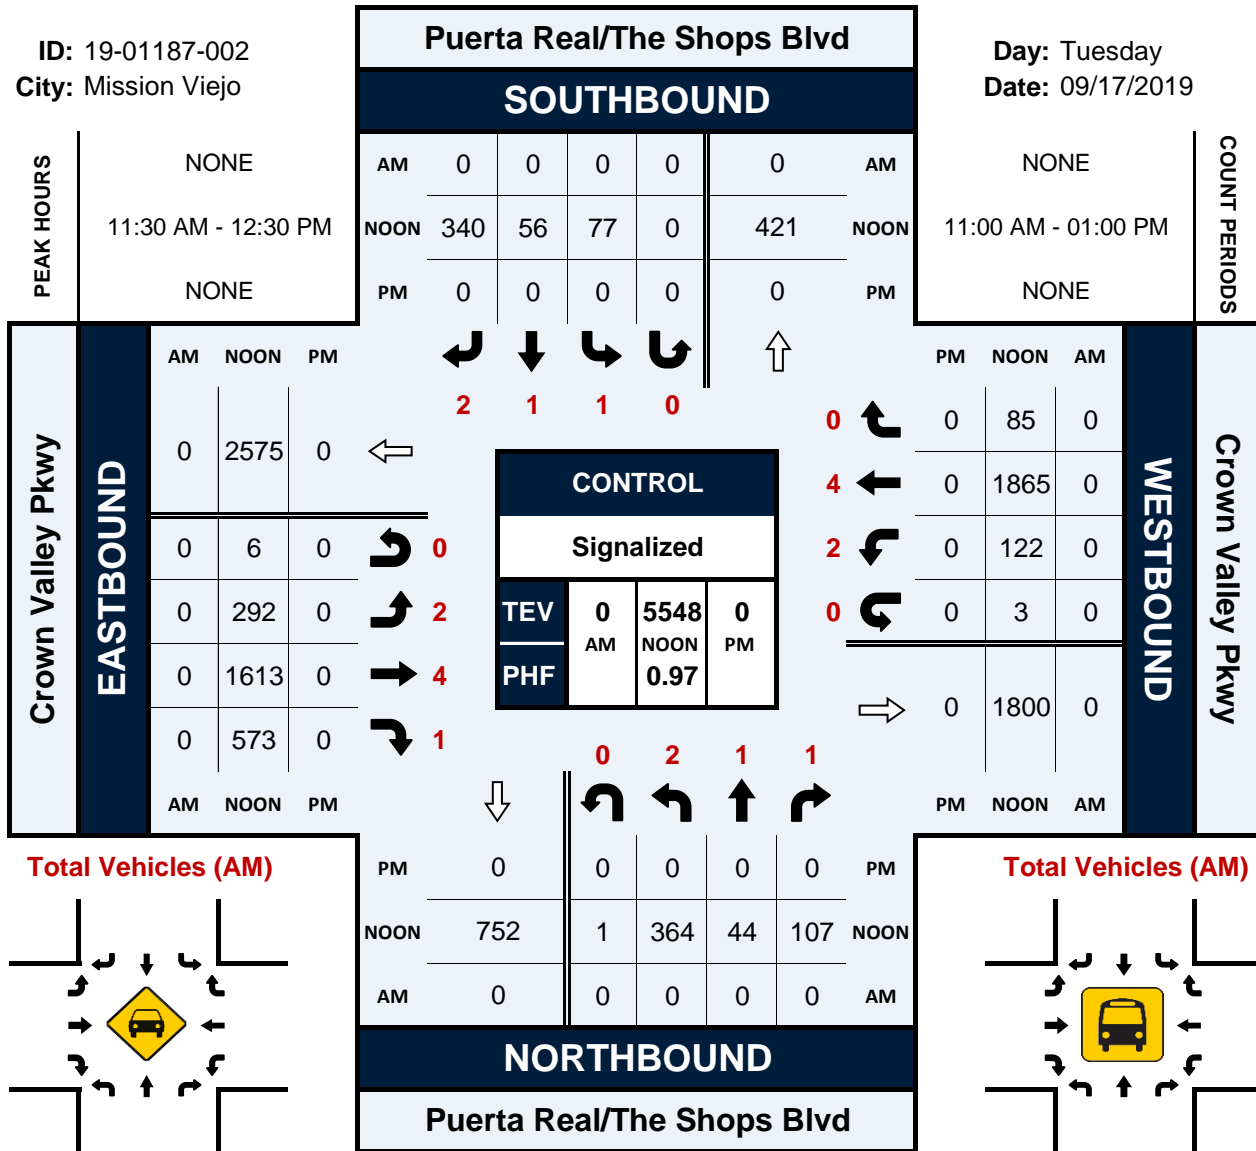 Puerta Real/The Shops Blvd
ID: 19-01187-002
Day: Tuesday
City: Mission Viejo
Date: 09/17/2019
SOUTHBOUND
PEAK HOURS
NONE
AM 0 0 0 0 0 AM
NONE
COUNT PERIODS
11:30 AM - 12:30 PM
NOON 340 56 77 0 421 NOON
11:00 AM - 01:00 PM
NONE
PM 0 0 0 0 0 PM
NONE
AM NOON PM
PM NOON AM
2 1 1 0
Crown Valley Pkwy
EASTBOUND
0 2575 0
0 6 0 0
0 292 0 2
0 1613 0 4
0 573 0 1
AM NOON PM
CONTROL
Signalized
TEV 0 5548 0
AM NOON PM
PHF 0.97
0 0 85 0
4 0 1865 0
2 0 122 0
0 0 3 0
0 1800 0
PM NOON AM
WESTBOUND
Crown Valley Pkwy
0 2 1 1
Total Vehicles (AM)
PM 0 0 0 0 0 PM
Total Vehicles (AM)
NOON 752 1 364 44 107 NOON
AM 0 0 0 0 0 AM
NORTHBOUND
Puerta Real/The Shops Blvd